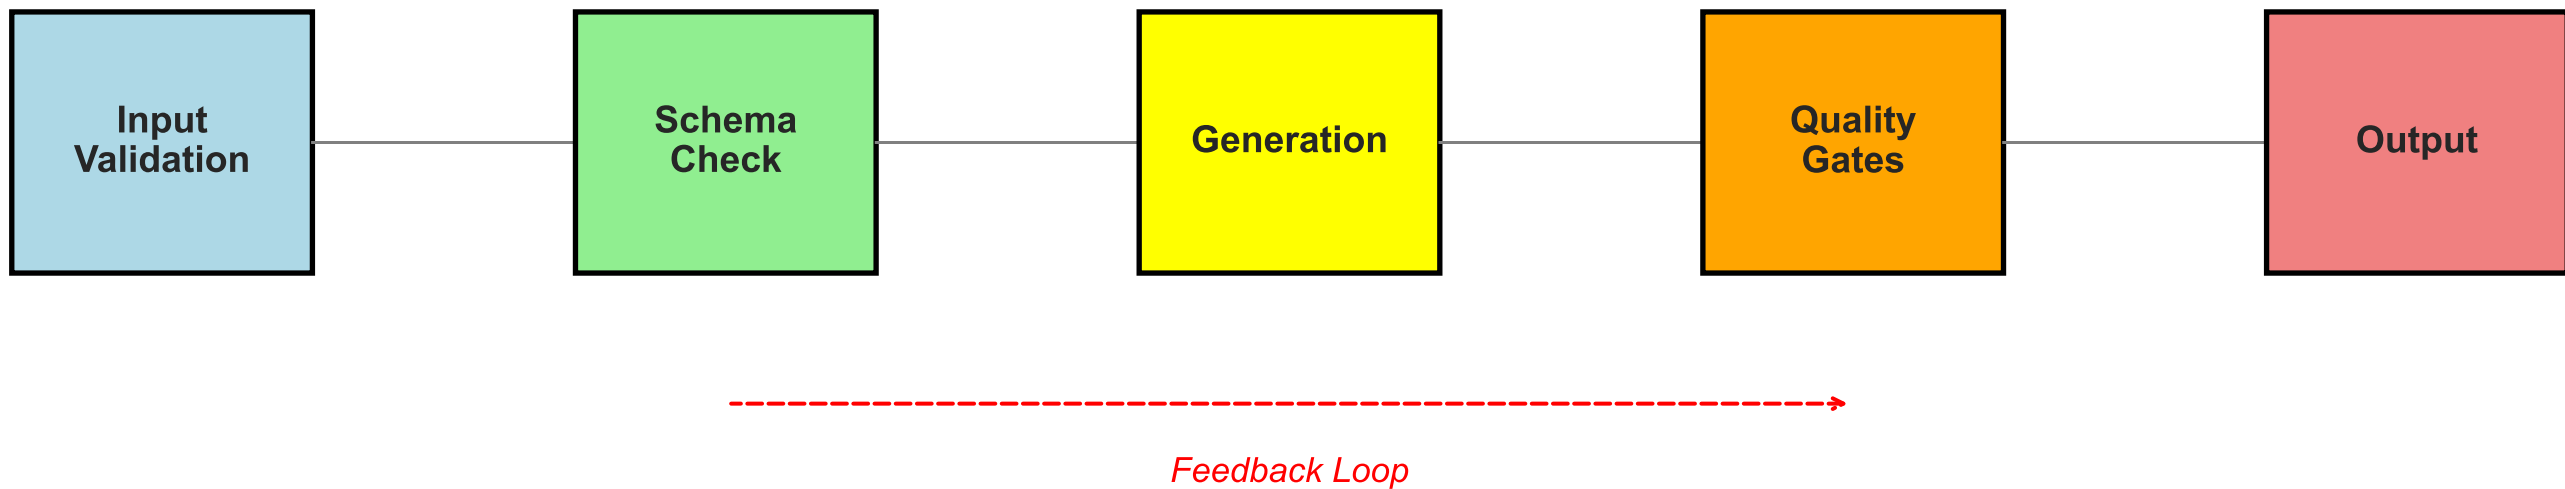 Input
Validation
Schema
Check
Generation
Quality
Gates
Output
Feedback Loop